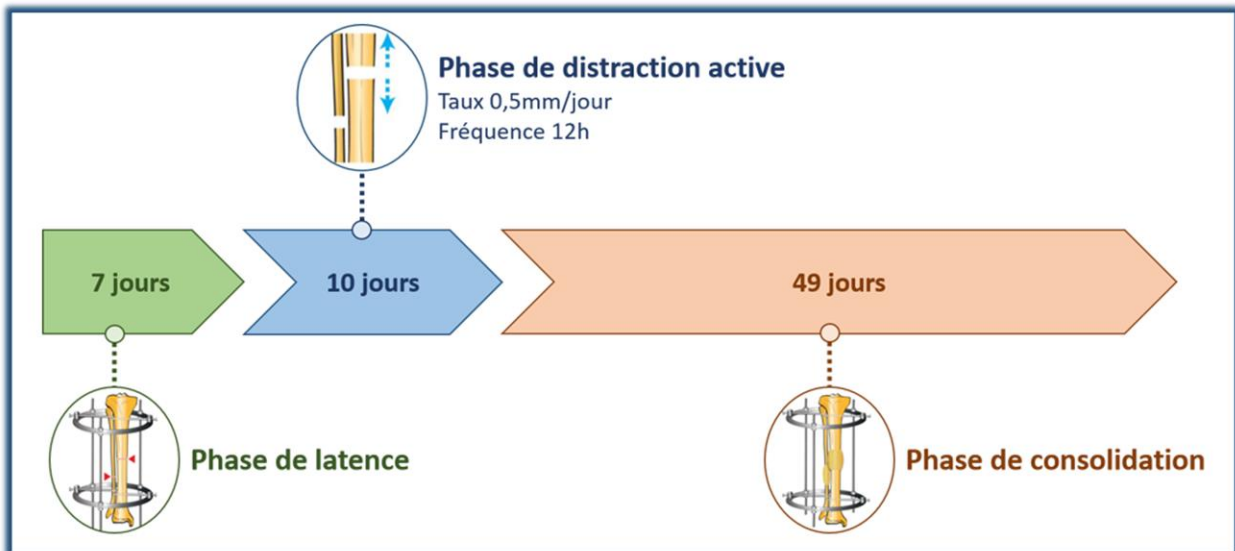 Phase de distraction active
Taux 0,5mm/jour
Fréquence 12h
7 jours
10 jours
49 jours
Phase de latence
Phase de consolidation